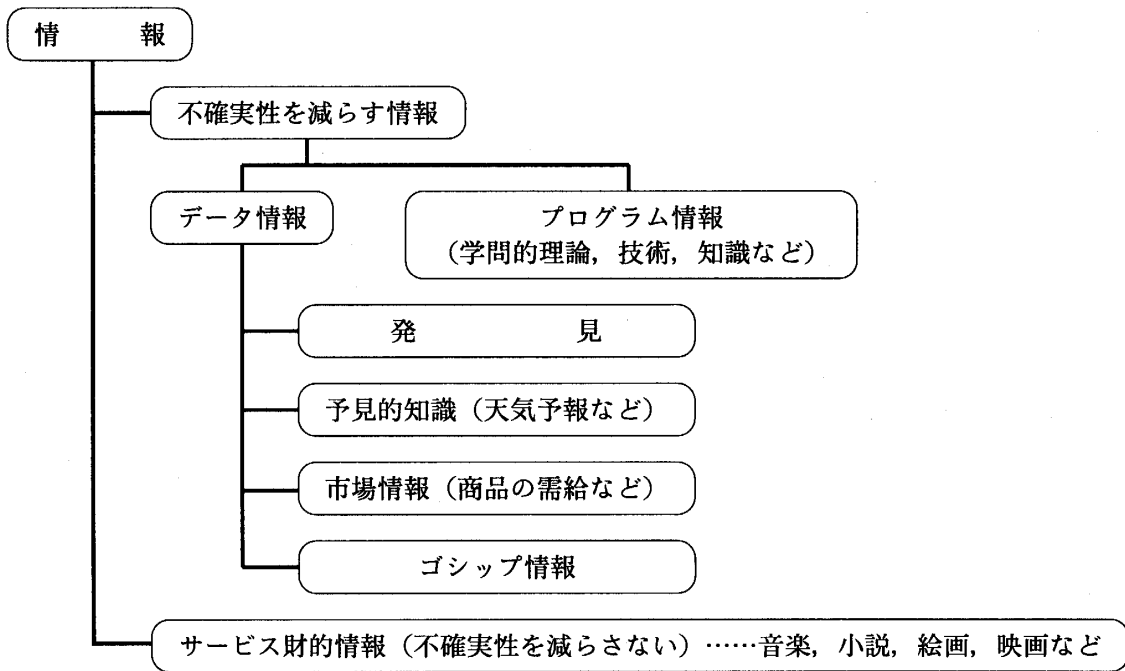 情　　報
不確実性を減らす情報
データ情報
プログラム情報
（学問的理論，技術，知識など）
発　　　見
予見的知識（天気予報など）
市場情報（商品の需給など）
ゴシップ情報
サービス財的情報（不確実性を減らさない）……音楽，小説，絵画，映画など